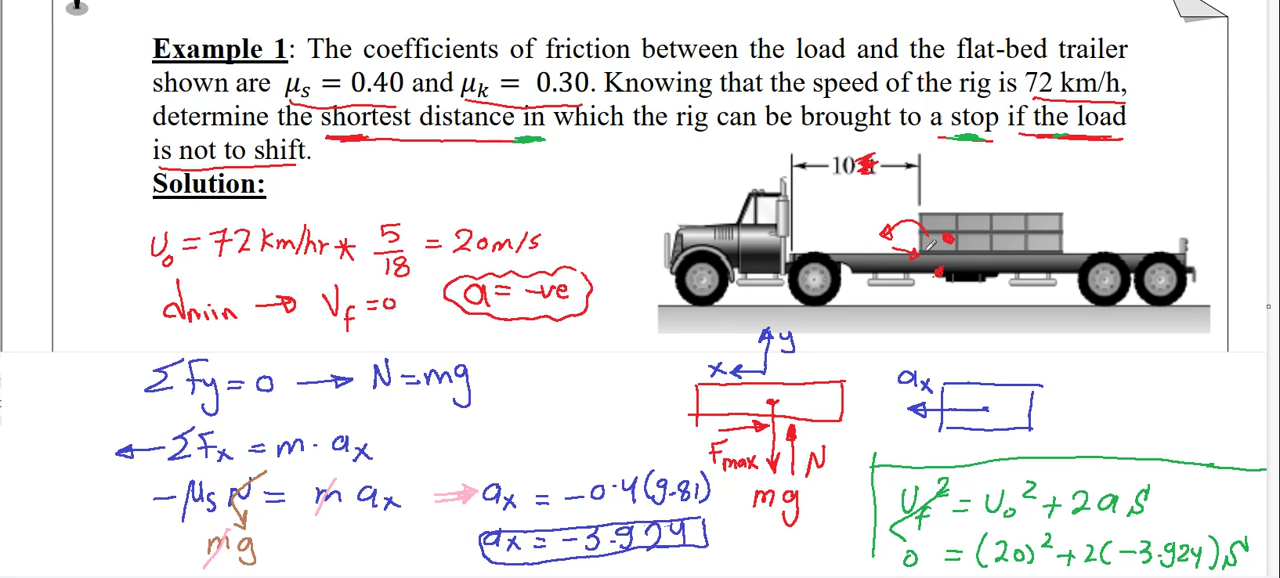 Example 1: The coefficients of friction between the load and the flat-bed trailer
shown are μs = 0.40 and μk = 0.30. Knowing that the speed of the rig is 72 km/h,
determine the shortest distance in which the rig can be brought to a stop if the load
is not to shift.
Solution:
10
U₀ = 72 km/hr * 5/18 = 20 m/s
dmin → Vf = 0
a = -ve
ΣFy = 0 → N = mg
← ΣFx = m · ax
-μs N = m ax
mg
⇒ ax = -0.4 (9.81)
ax = -3.924
y
x
Fmax
N
mg
ax
Uf² = U₀² + 2 a S
0 = (20)² + 2(-3.924) S